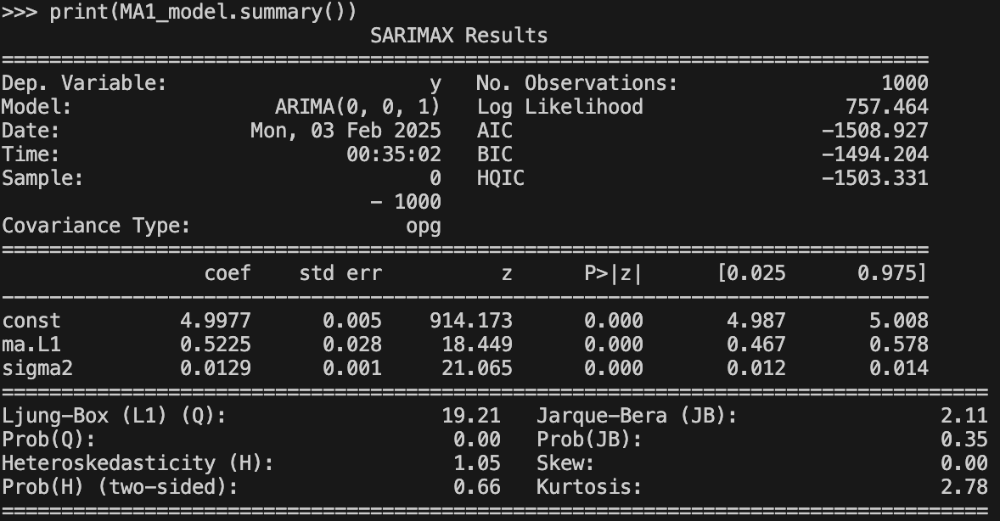 >>> print(MA1_model.summary())
SARIMAX Results
==============================================================================
Dep. Variable: y No. Observations: 1000
Model: ARIMA(0, 0, 1) Log Likelihood 757.464
Date: Mon, 03 Feb 2025 AIC -1508.927
Time: 00:35:02 BIC -1494.204
Sample: 0 HQIC -1503.331
- 1000
Covariance Type: opg
==============================================================================
coef std err z P>|z| [0.025 0.975]
------------------------------------------------------------------------------
const 4.9977 0.005 914.173 0.000 4.987 5.008
ma.L1 0.5225 0.028 18.449 0.000 0.467 0.578
sigma2 0.0129 0.001 21.065 0.000 0.012 0.014
===================================================================================
Ljung-Box (L1) (Q): 19.21 Jarque-Bera (JB): 2.11
Prob(Q): 0.00 Prob(JB): 0.35
Heteroskedasticity (H): 1.05 Skew: 0.00
Prob(H) (two-sided): 0.66 Kurtosis: 2.78
===================================================================================